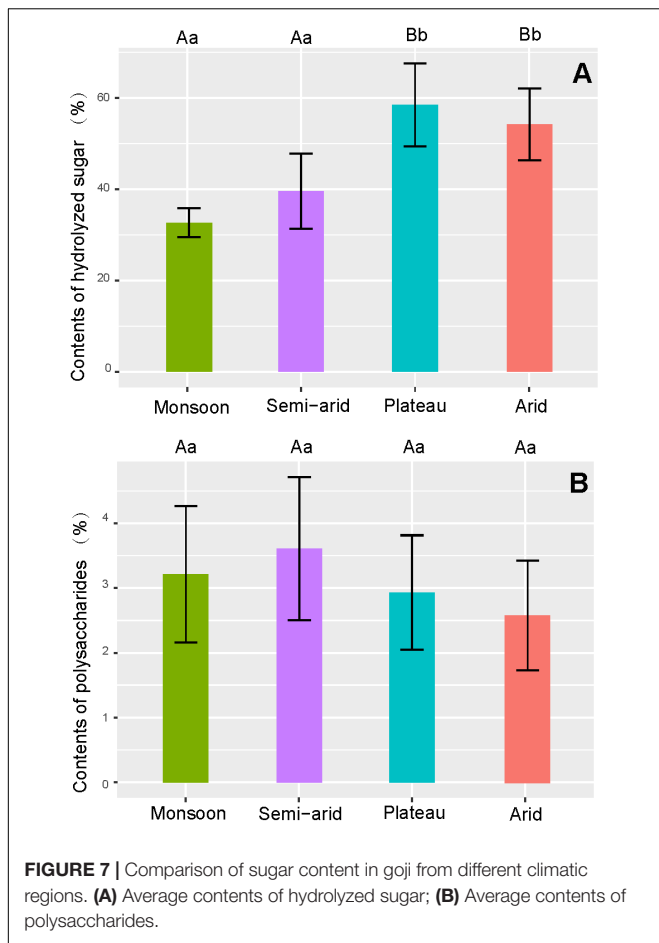 Aa Aa Bb Bb
A
Contents of hydrolyzed sugar (%)
60
40
20
0
Monsoon Semi-arid Plateau Arid
Aa Aa Aa Aa
B
Contents of polysaccharides (%)
4
3
2
1
0
Monsoon Semi-arid Plateau Arid
FIGURE 7 | Comparison of sugar content in goji from different climatic
regions. (A) Average contents of hydrolyzed sugar; (B) Average contents of
polysaccharides.